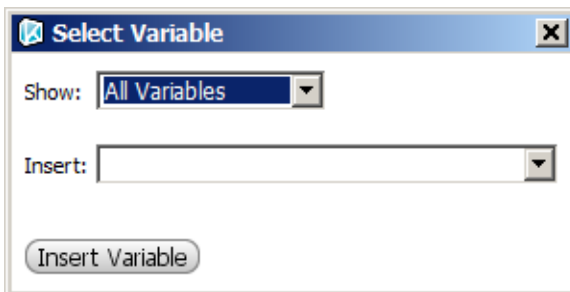 Select Variable
Show: All Variables
Insert:
Insert Variable